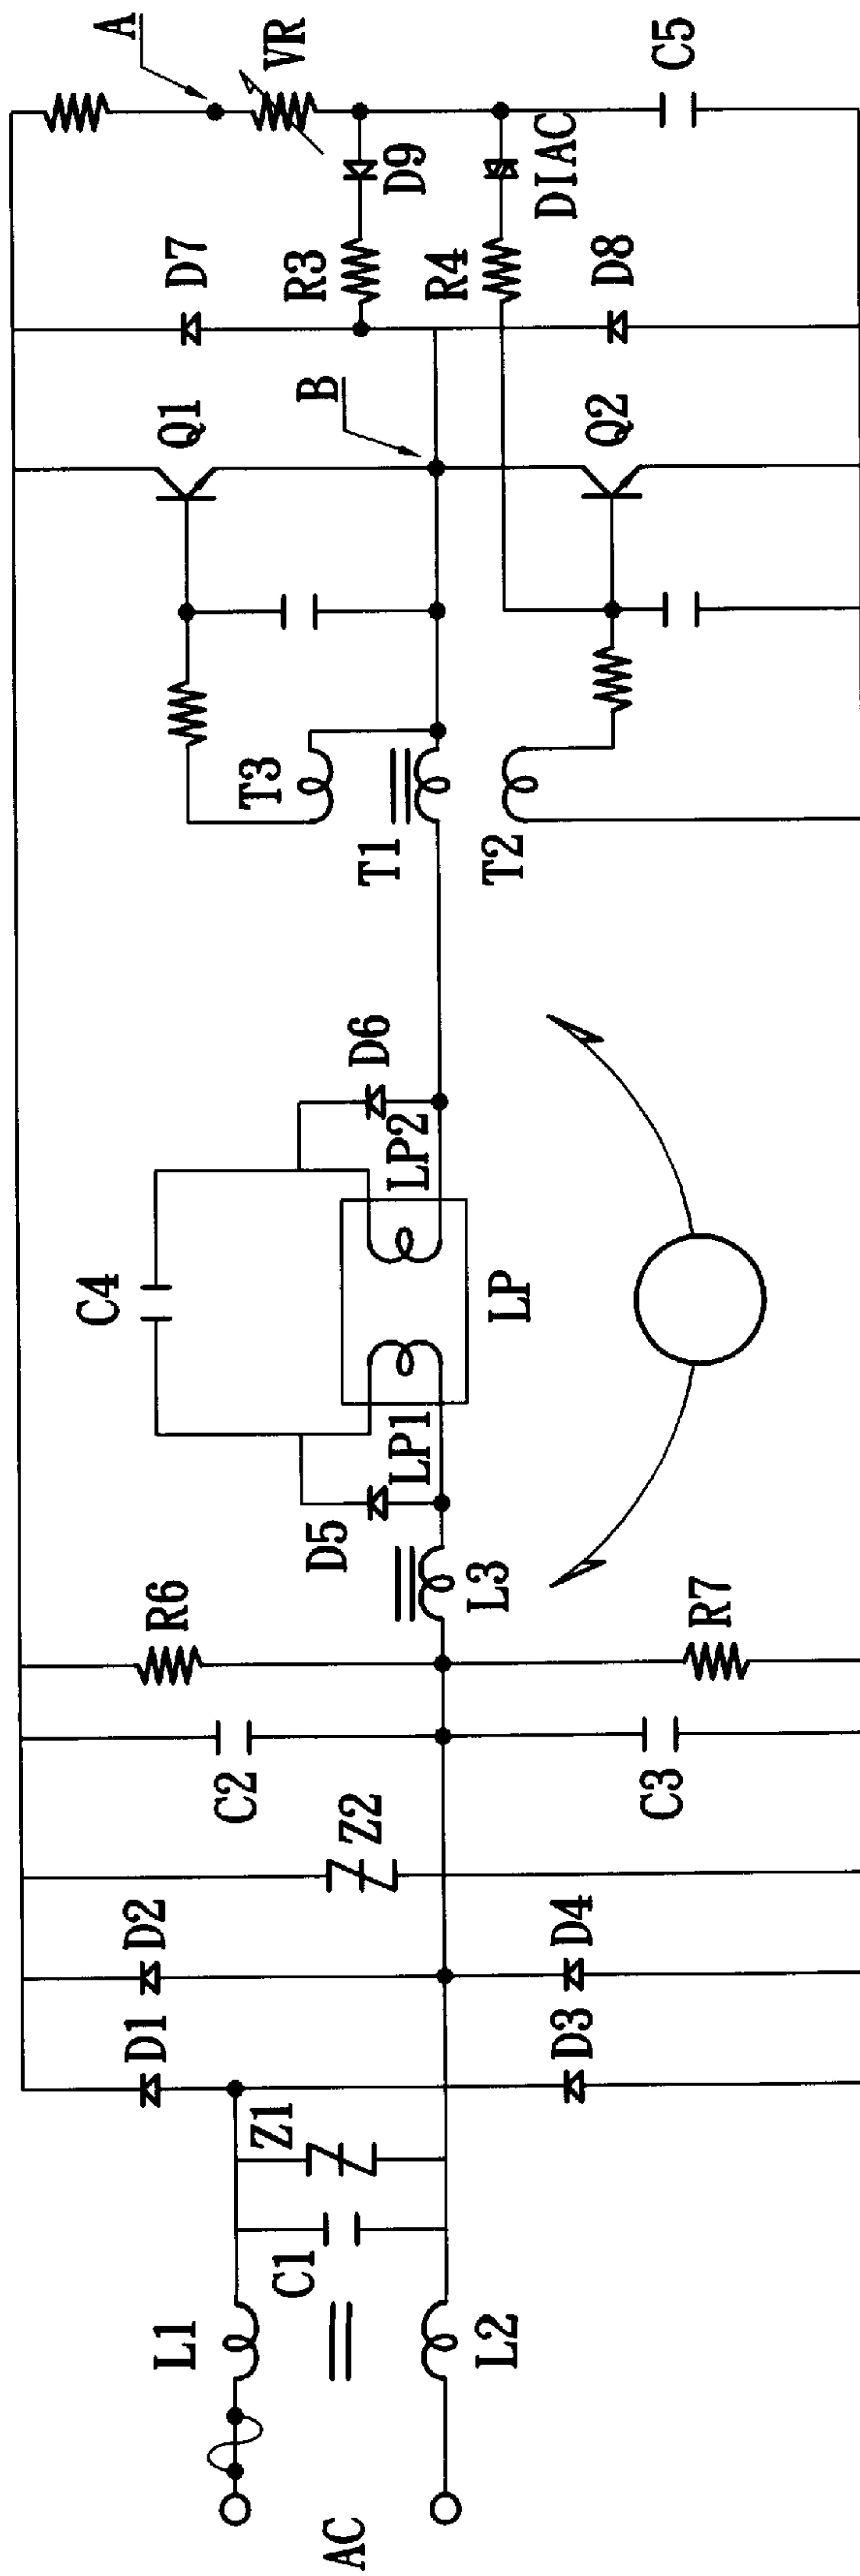 AC
L1
L2
C1
Z1
D1
D3
D2
D4
Z2
C2
C3
R6
R7
L3
D5
LP1
C4
LP
LP2
D6
T1
T3
T2
Q1
B
Q2
D7
R3
R4
D8
D9
DIAC
A
VR
C5